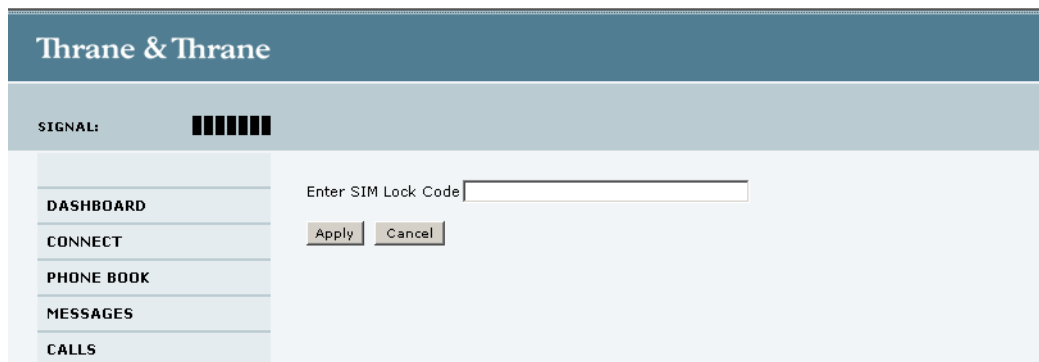 Thrane & Thrane
SIGNAL:
DASHBOARD
CONNECT
PHONE BOOK
MESSAGES
CALLS
Enter SIM Lock Code
Apply Cancel